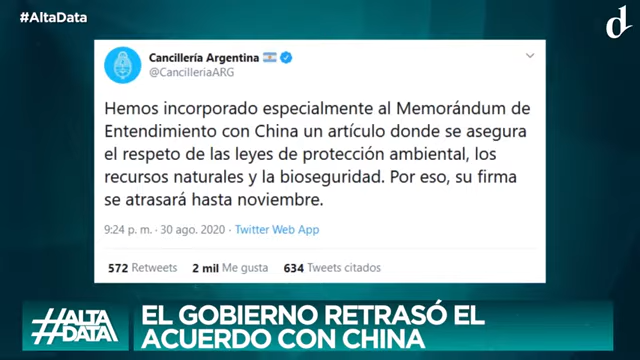 #AltaData
Cancillería Argentina
@CancilleriaARG
Hemos incorporado especialmente al Memorándum de
Entendimiento con China un artículo donde se asegura
el respeto de las leyes de protección ambiental, los
recursos naturales y la bioseguridad. Por eso, su firma
se atrasará hasta noviembre.
9:24 p. m. · 30 ago. 2020 · Twitter Web App
572 Retweets 2 mil Me gusta 634 Tweets citados
#ALTA
DATA
EL GOBIERNO RETRASÓ EL
ACUERDO CON CHINA